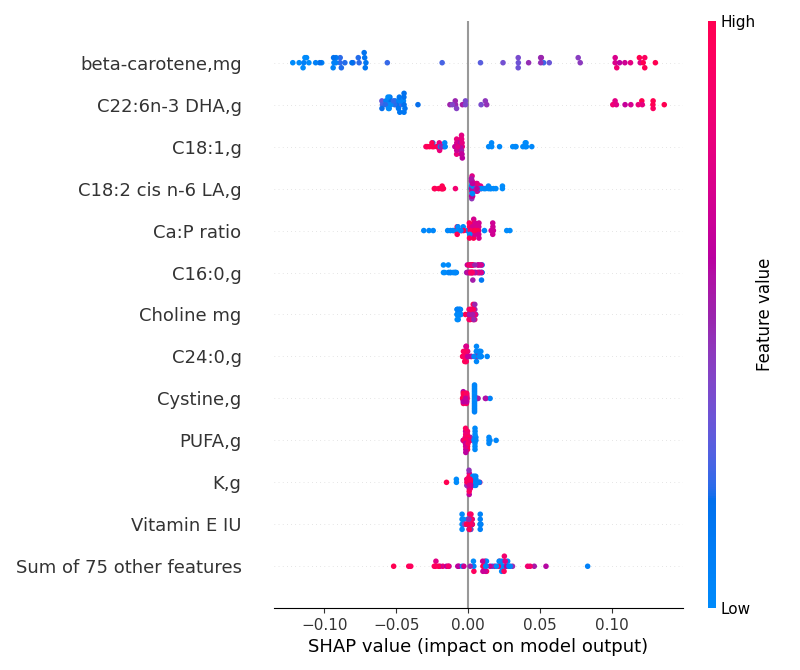 High
beta-carotene,mg
C22:6n-3 DHA,g
C18:1,g
C18:2 cis n-6 LA,g
Ca:P ratio
C16:0,g
Choline mg
C24:0,g
Cystine,g
PUFA,g
K,g
Vitamin E IU
Sum of 75 other features
Feature value
Low
−0.10 −0.05 0.00 0.05 0.10
SHAP value (impact on model output)